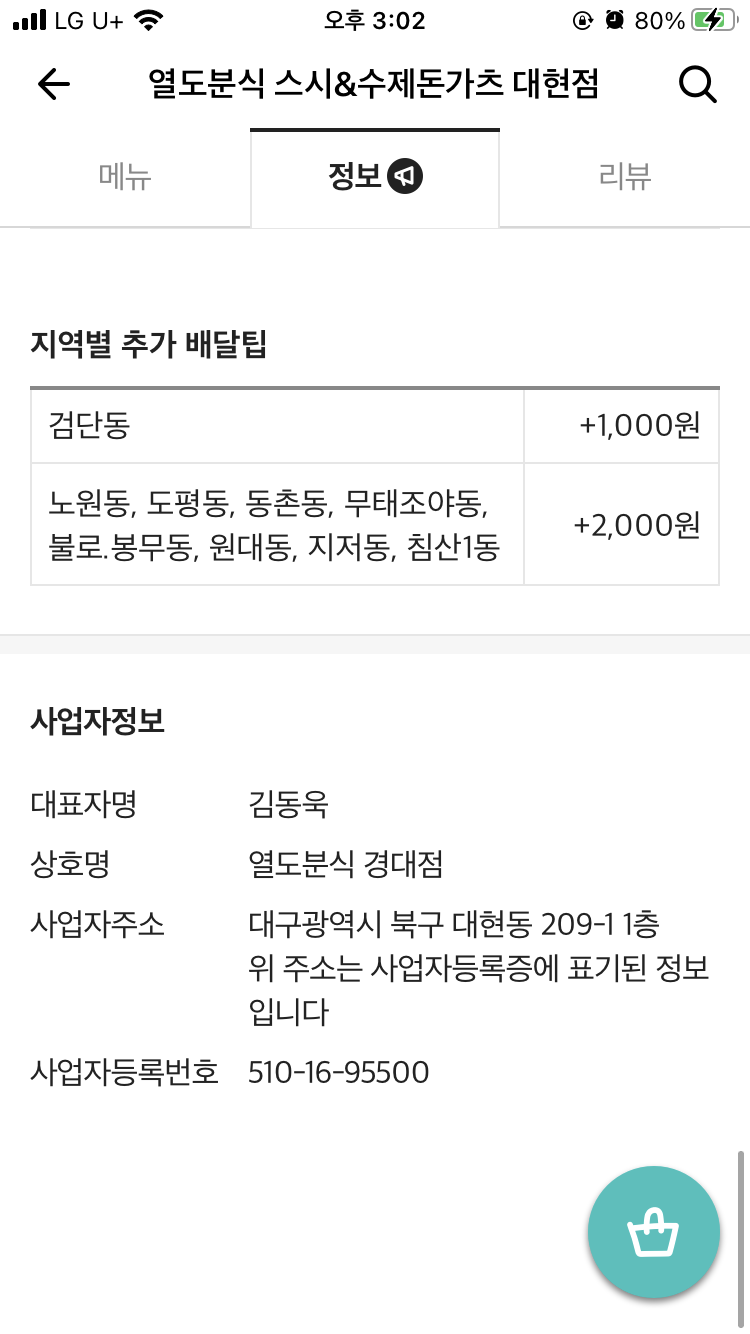 LG U+ 오후 3:02 80%
열도분식 스시&수제돈가츠 대현점
메뉴 정보 리뷰
지역별 추가 배달팁
검단동 +1,000원
노원동, 도평동, 동촌동, 무태조야동,
불로.봉무동, 원대동, 지저동, 침산1동 +2,000원
사업자정보
대표자명 김동욱
상호명 열도분식 경대점
사업자주소 대구광역시 북구 대현동 209-1 1층
위 주소는 사업자등록증에 표기된 정보
입니다
사업자등록번호 510-16-95500